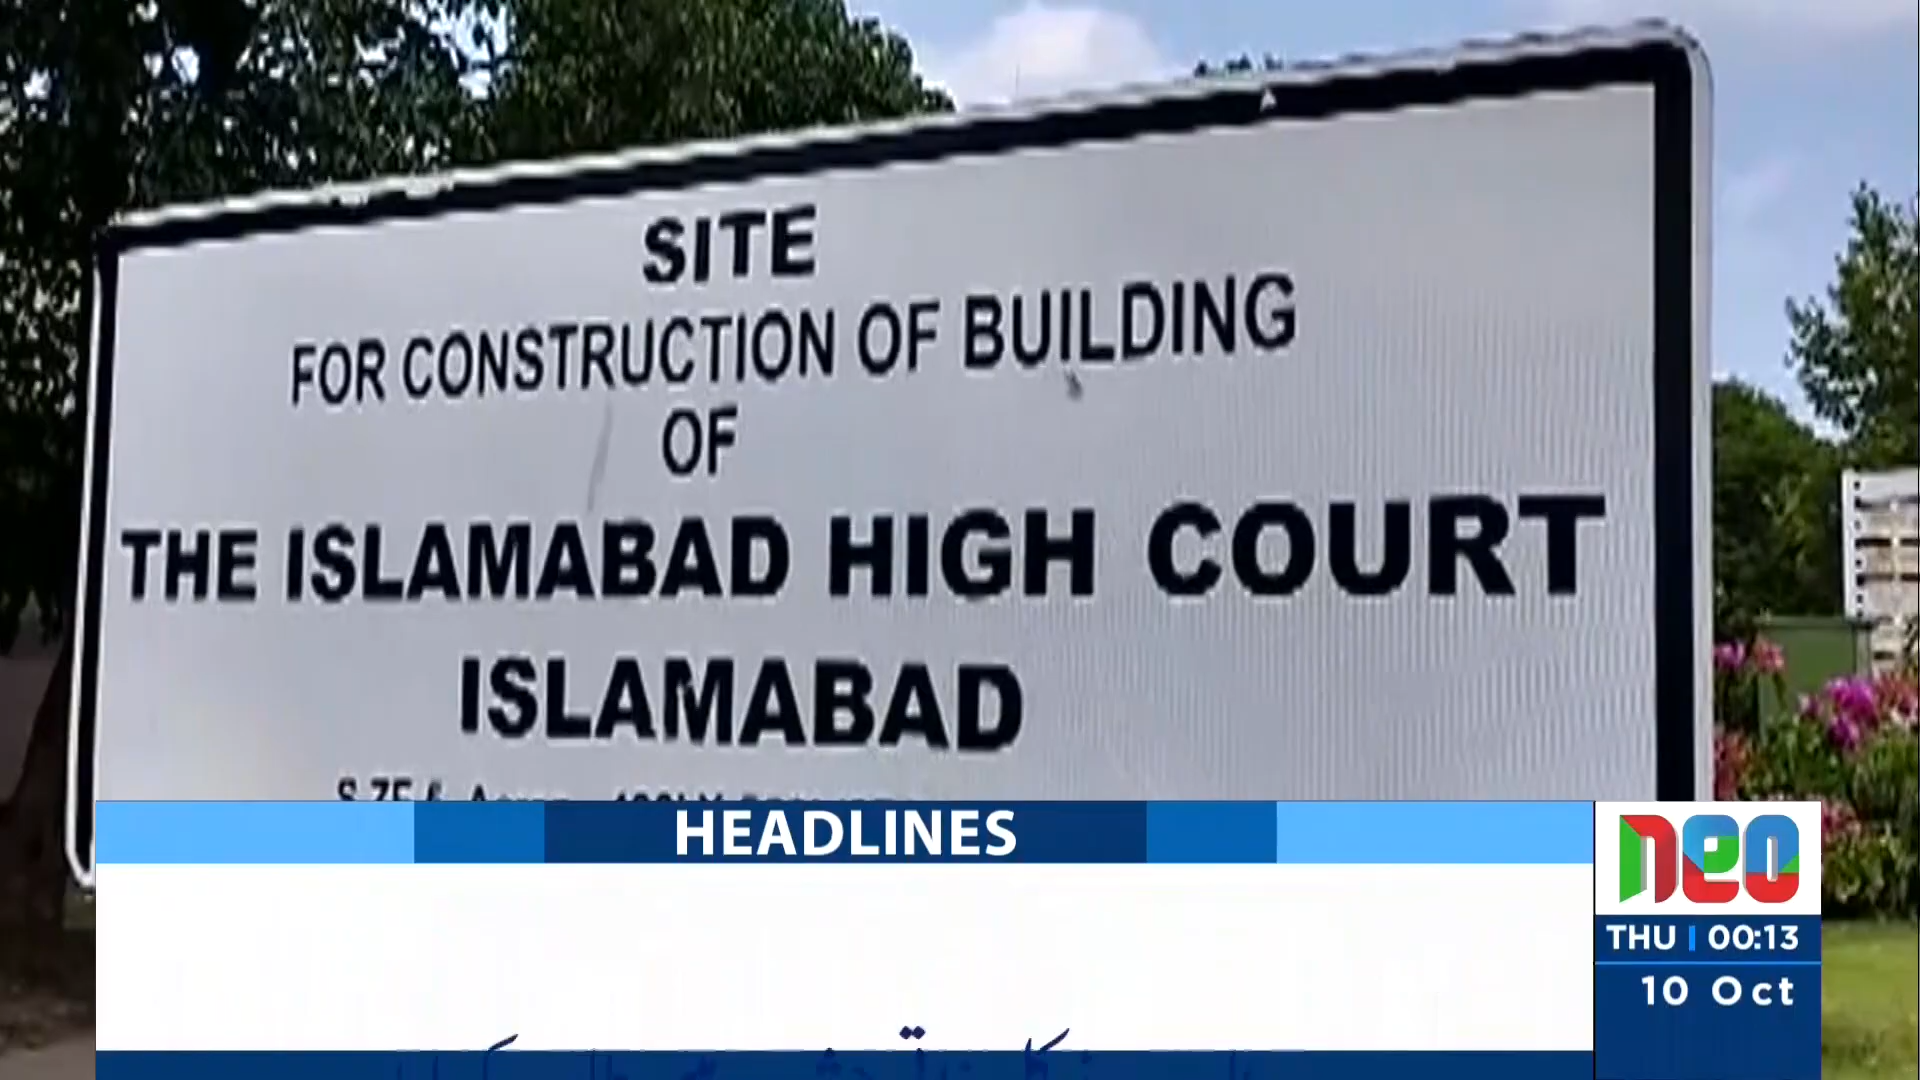 SITE
FOR CONSTRUCTION OF BUILDING
OF
THE ISLAMABAD HIGH COURT
ISLAMABAD
HEADLINES
neo
THU | 00:13
10 Oct